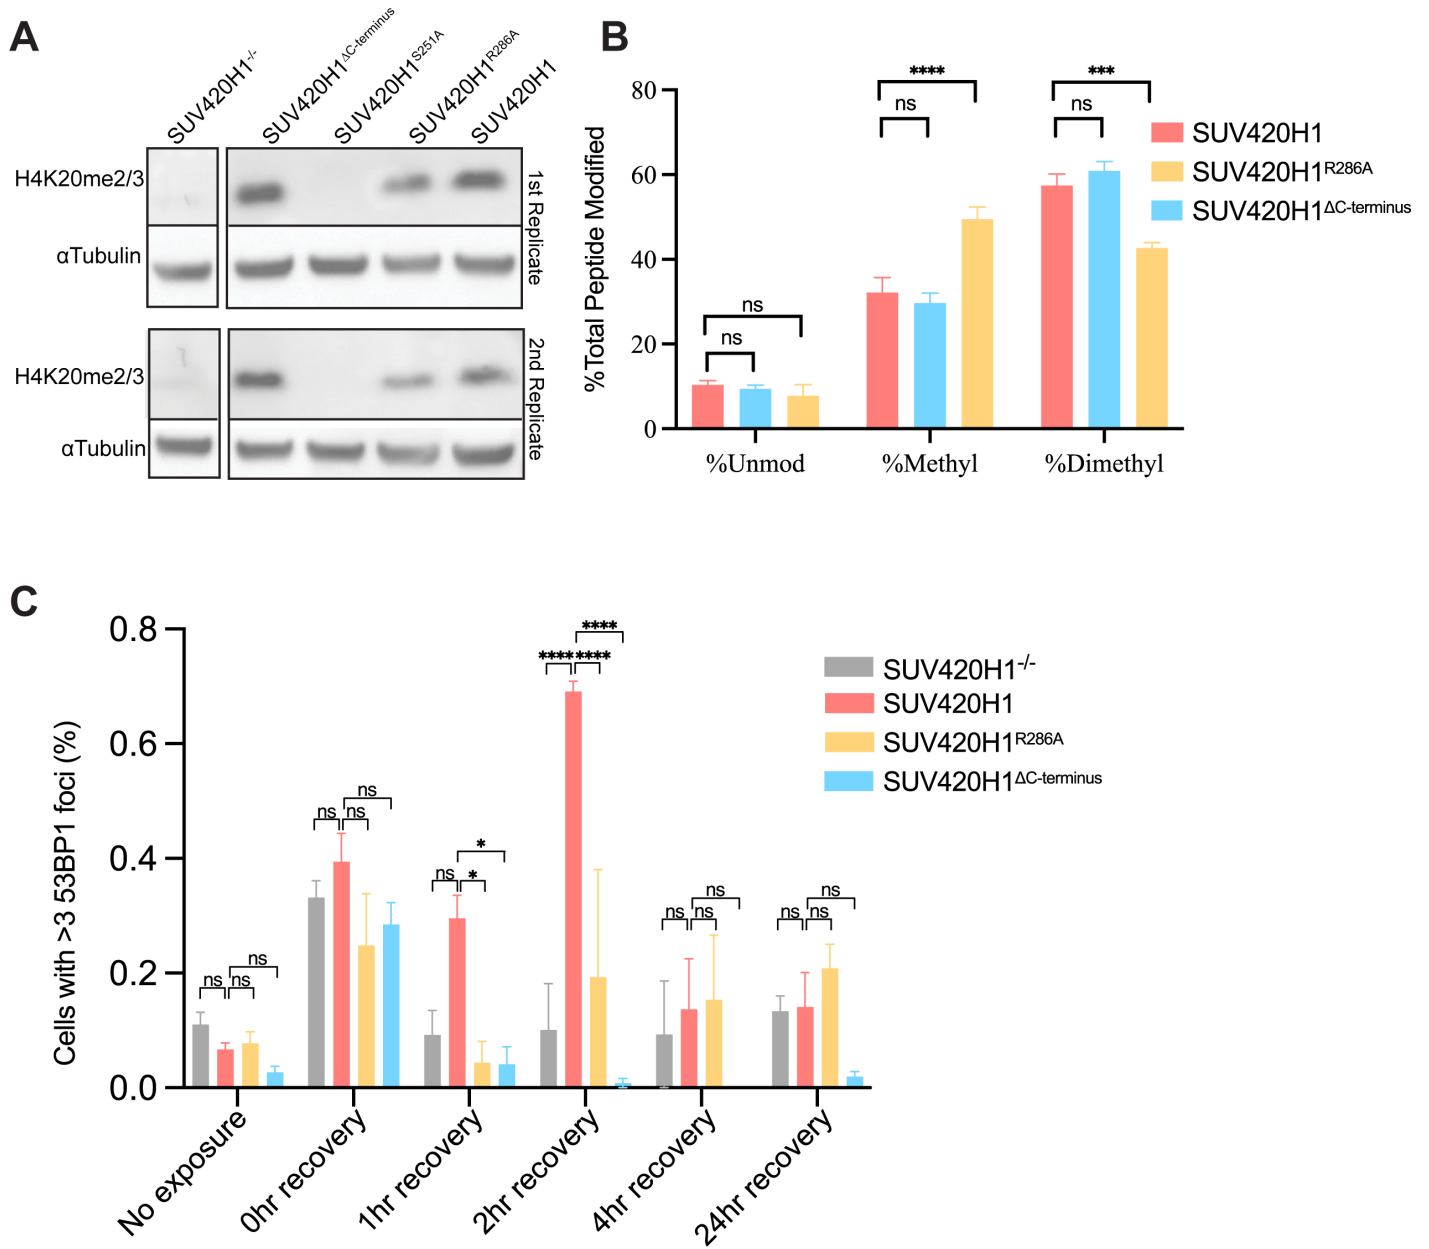 A
SUV420H1-/-
SUV420H1ΔC-terminus
SUV420H1S251A
SUV420H1R286A
SUV420H1
H4K20me2/3
αTubulin
1st Replicate
H4K20me2/3
αTubulin
2nd Replicate
B
%Total Peptide Modified
80
60
40
20
0
ns
ns
ns
****
ns
***
%Unmod
%Methyl
%Dimethyl
SUV420H1
SUV420H1R286A
SUV420H1ΔC-terminus
C
Cells with >3 53BP1 foci (%)
0.8
0.6
0.4
0.2
0.0
ns
ns ns
ns
ns ns
*
ns *
****
**** ****
ns
ns ns
ns
ns ns
No exposure
0hr recovery
1hr recovery
2hr recovery
4hr recovery
24hr recovery
SUV420H1-/-
SUV420H1
SUV420H1R286A
SUV420H1ΔC-terminus